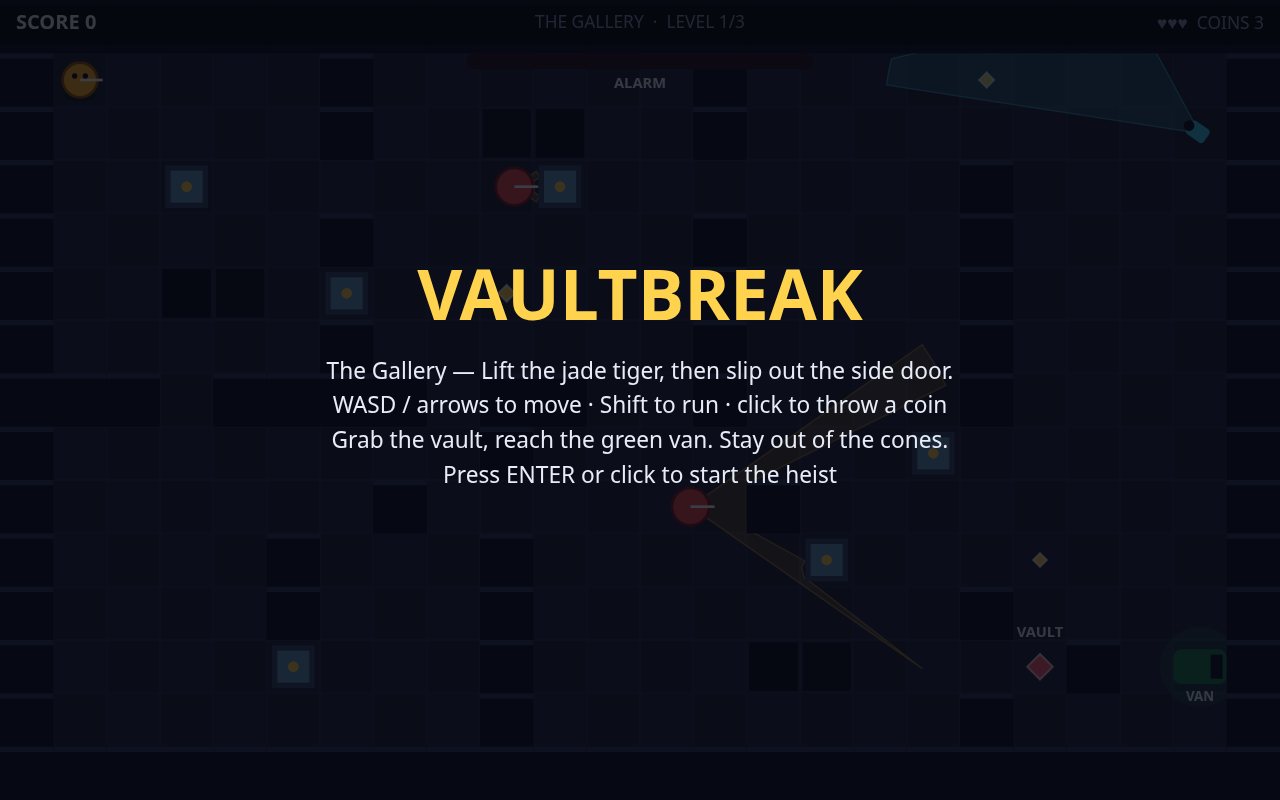 SCORE 0
THE GALLERY · LEVEL 1/3
♥♥♥ COINS 3
ALARM
VAULTBREAK
The Gallery — Lift the jade tiger, then slip out the side door.
WASD / arrows to move · Shift to run · click to throw a coin
Grab the vault, reach the green van. Stay out of the cones.
Press ENTER or click to start the heist
VAULT
VAN